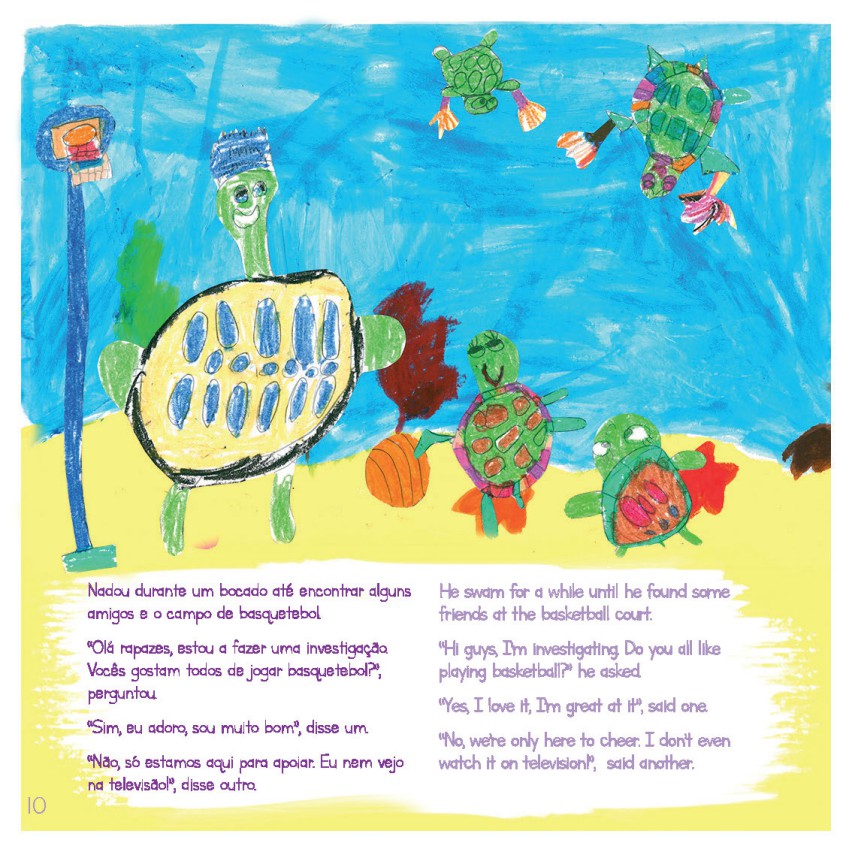 Nadou durante um bocado até encontrar alguns
amigos e o campo de basquetebol.
“Olá rapazes, estou a fazer uma investigação.
Vocês gostam todos de jogar basquetebol?”,
perguntou.
“Sim, eu adoro, sou muito bom”, disse um.
“Não, só estamos aqui para apoiar. Eu nem vejo
na televisão!”, disse outro.
He swam for a while until he found some
friends at the basketball court.
“Hi guys, I’m investigating. Do you all like
playing basketball?” he asked.
“Yes, I love it, I’m great at it”, said one.
“No, we’re only here to cheer. I don’t even
watch it on television!”, said another.
10